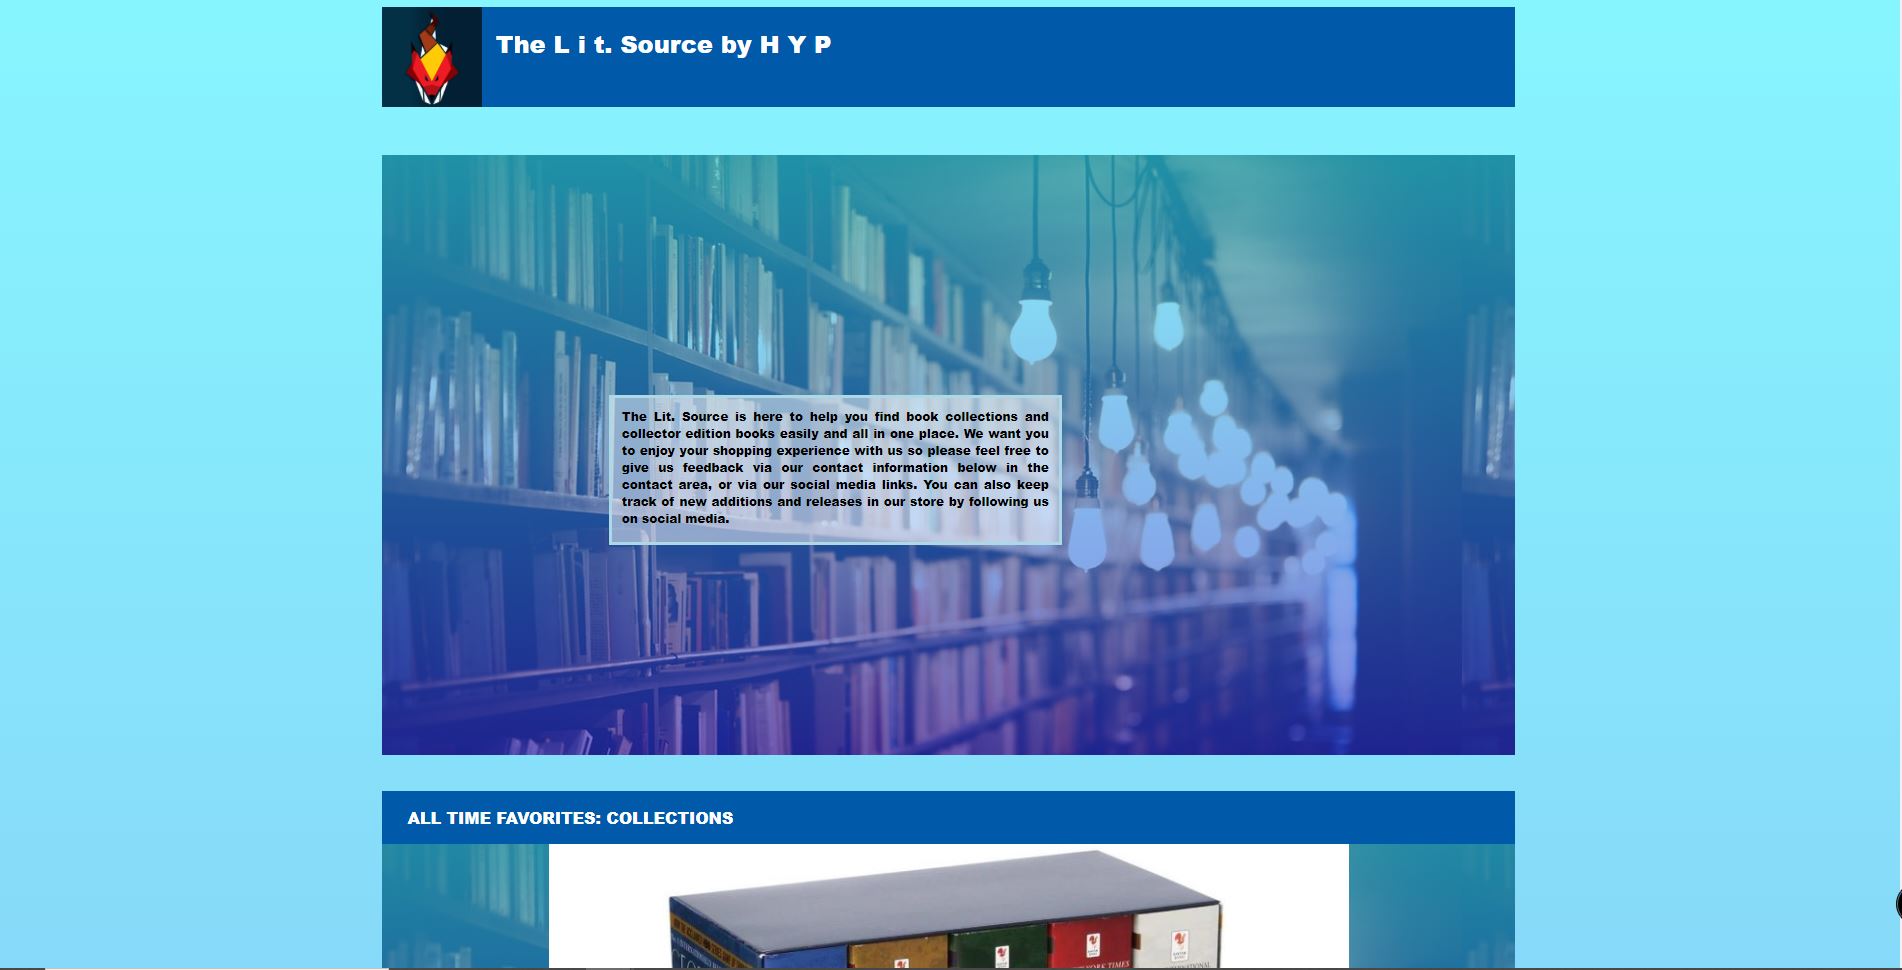 The L i t. Source by H Y P
The Lit. Source is here to help you find book collections and
collector edition books easily and all in one place. We want you
to enjoy your shopping experience with us so please feel free to
give us feedback via our contact information below in the
contact area, or via our social media links. You can also keep
track of new additions and releases in our store by following us
on social media.
ALL TIME FAVORITES: COLLECTIONS